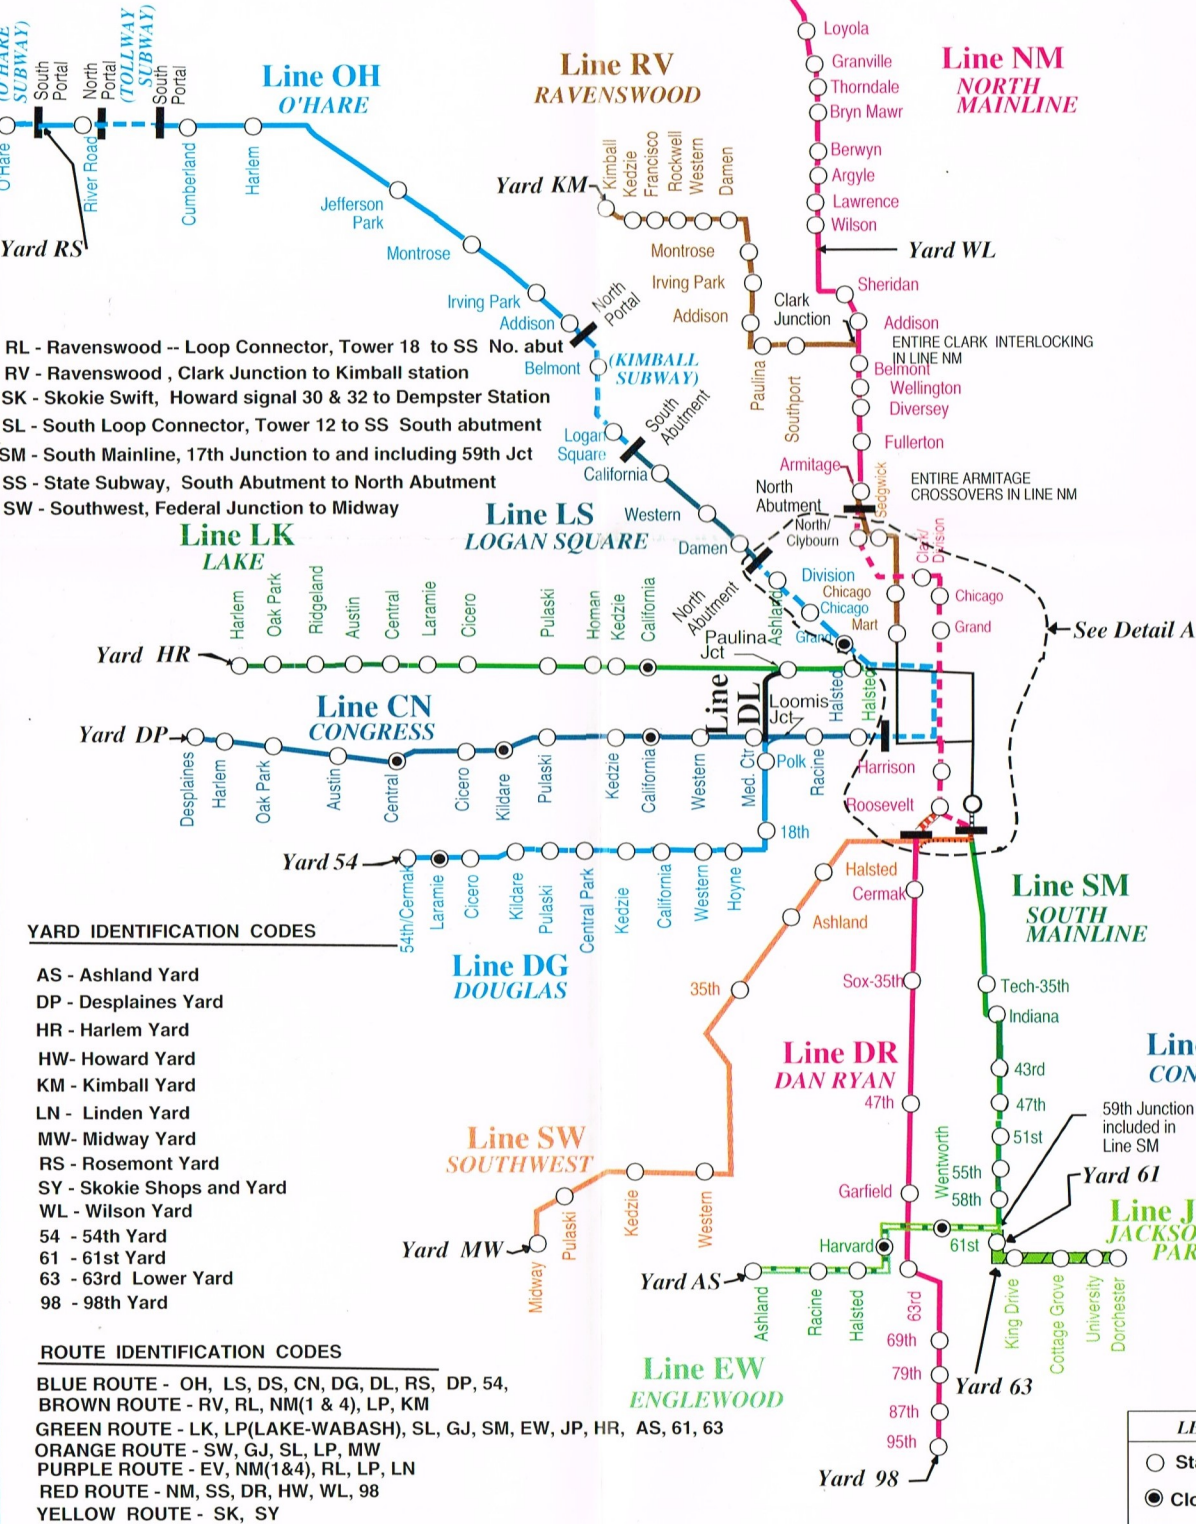 (O'HARE
SUBWAY)
South
Portal
North
Portal
(TOLLWAY
SUBWAY)
South
Portal
Line OH
O'HARE
O'Hare
River Road
Cumberland
Harlem
Yard RS
Jefferson
Park
Montrose
Irving Park
Addison
North
Portal
Belmont
(KIMBALL
SUBWAY)
Logan
Square
South
Abutment
California
Western
Damen
North
Abutment
Line RV
RAVENSWOOD
Yard KM
Kimball
Kedzie
Francisco
Rockwell
Western
Damen
Montrose
Irving Park
Addison
Paulina
Southport
Clark
Junction
Line NM
NORTH
MAINLINE
Loyola
Granville
Thorndale
Bryn Mawr
Berwyn
Argyle
Lawrence
Wilson
Yard WL
Sheridan
Addison
ENTIRE CLARK INTERLOCKING
IN LINE NM
Belmont
Wellington
Diversey
Fullerton
Armitage
Sedgwick
ENTIRE ARMITAGE
CROSSOVERS IN LINE NM
North
Abutment
North/
Clybourn
Clark/
Division
Division
Chicago
Chicago
Chicago
Grand
Mart
Grand
See Detail A
RL - Ravenswood -- Loop Connector, Tower 18 to SS No. abut
RV - Ravenswood , Clark Junction to Kimball station
SK - Skokie Swift, Howard signal 30 & 32 to Dempster Station
SL - South Loop Connector, Tower 12 to SS South abutment
SM - South Mainline, 17th Junction to and including 59th Jct
SS - State Subway, South Abutment to North Abutment
SW - Southwest, Federal Junction to Midway
Line LS
LOGAN SQUARE
Line LK
LAKE
Harlem
Oak Park
Ridgeland
Austin
Central
Laramie
Cicero
Pulaski
Homan
Kedzie
California
Ashland
Paulina
Jct
Halsted
Halsted
Yard HR
Line
DL
Loomis
Jct
Line CN
CONGRESS
Yard DP
Desplaines
Harlem
Oak Park
Austin
Central
Cicero
Kildare
Pulaski
Kedzie
California
Western
Med. Ctr
Polk
Racine
Harrison
Roosevelt
18th
Yard 54
54th/Cermak
Laramie
Cicero
Kildare
Pulaski
Central Park
Kedzie
California
Western
Hoyne
Line DG
DOUGLAS
Halsted
Cermak
Ashland
35th
Sox-35th
Line SM
SOUTH
MAINLINE
Tech-35th
Indiana
43rd
47th
51st
55th
58th
Line DR
DAN RYAN
47th
Garfield
Wentworth
Lin
CON
59th Junction
included in
Line SM
Yard 61
Line J
JACKSO
PAR
61st
Harvard
King Drive
Cottage Grove
University
Dorchester
Yard 63
Line SW
SOUTHWEST
Kedzie
Western
Pulaski
Midway
Yard MW
Yard AS
Ashland
Racine
Halsted
63rd
69th
79th
87th
95th
Yard 98
Line EW
ENGLEWOOD
YARD IDENTIFICATION CODES
AS - Ashland Yard
DP - Desplaines Yard
HR - Harlem Yard
HW- Howard Yard
KM - Kimball Yard
LN - Linden Yard
MW- Midway Yard
RS - Rosemont Yard
SY - Skokie Shops and Yard
WL - Wilson Yard
54 - 54th Yard
61 - 61st Yard
63 - 63rd Lower Yard
98 - 98th Yard
ROUTE IDENTIFICATION CODES
BLUE ROUTE - OH, LS, DS, CN, DG, DL, RS, DP, 54,
BROWN ROUTE - RV, RL, NM(1 & 4), LP, KM
GREEN ROUTE - LK, LP(LAKE-WABASH), SL, GJ, SM, EW, JP, HR, AS, 61, 63
ORANGE ROUTE - SW, GJ, SL, LP, MW
PURPLE ROUTE - EV, NM(1&4), RL, LP, LN
RED ROUTE - NM, SS, DR, HW, WL, 98
YELLOW ROUTE - SK, SY
LI
Sta
Clo